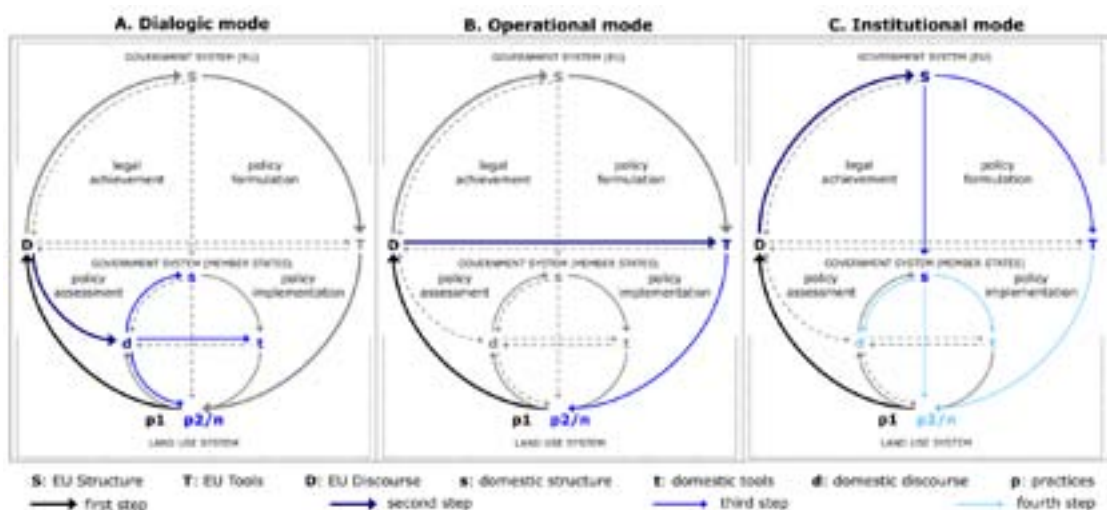 A. Dialogic mode
B. Operational mode
C. Institutional mode
GOVERNMENT SYSTEM (EU)
S
legal
achievement
policy
formulation
D
T
GOVERNMENT SYSTEM (MEMBER STATES)
policy
assessment
s
policy
implementation
d
t
p1
p2/n
LAND USE SYSTEM
GOVERNMENT SYSTEM (EU)
S
legal
achievement
policy
formulation
D
T
GOVERNMENT SYSTEM (MEMBER STATES)
policy
assessment
s
policy
implementation
d
t
p1
p2/n
LAND USE SYSTEM
GOVERNMENT SYSTEM (EU)
S
legal
achievement
policy
formulation
D
T
GOVERNMENT SYSTEM (MEMBER STATES)
policy
assessment
s
policy
implementation
d
t
p1
p2/n
LAND USE SYSTEM
S: EU Structure T: EU Tools D: EU Discourse s: domestic structure t: domestic tools d: domestic discourse p: practices
first step second step third step fourth step